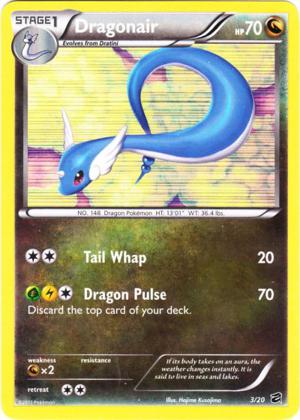 STAGE1
Dragonair
HP70
Evolves from Dratini
NO. 148 Dragon Pokémon HT: 13'01" WT: 36.4 lbs.
Tail Whap 20
Dragon Pulse 70
Discard the top card of your deck.
weakness resistance
×2
retreat
If its body takes on an aura, the
weather changes instantly. It is
said to live in seas and lakes.
Illus. Hajime Kusajima
3/20
©2013 Pokémon